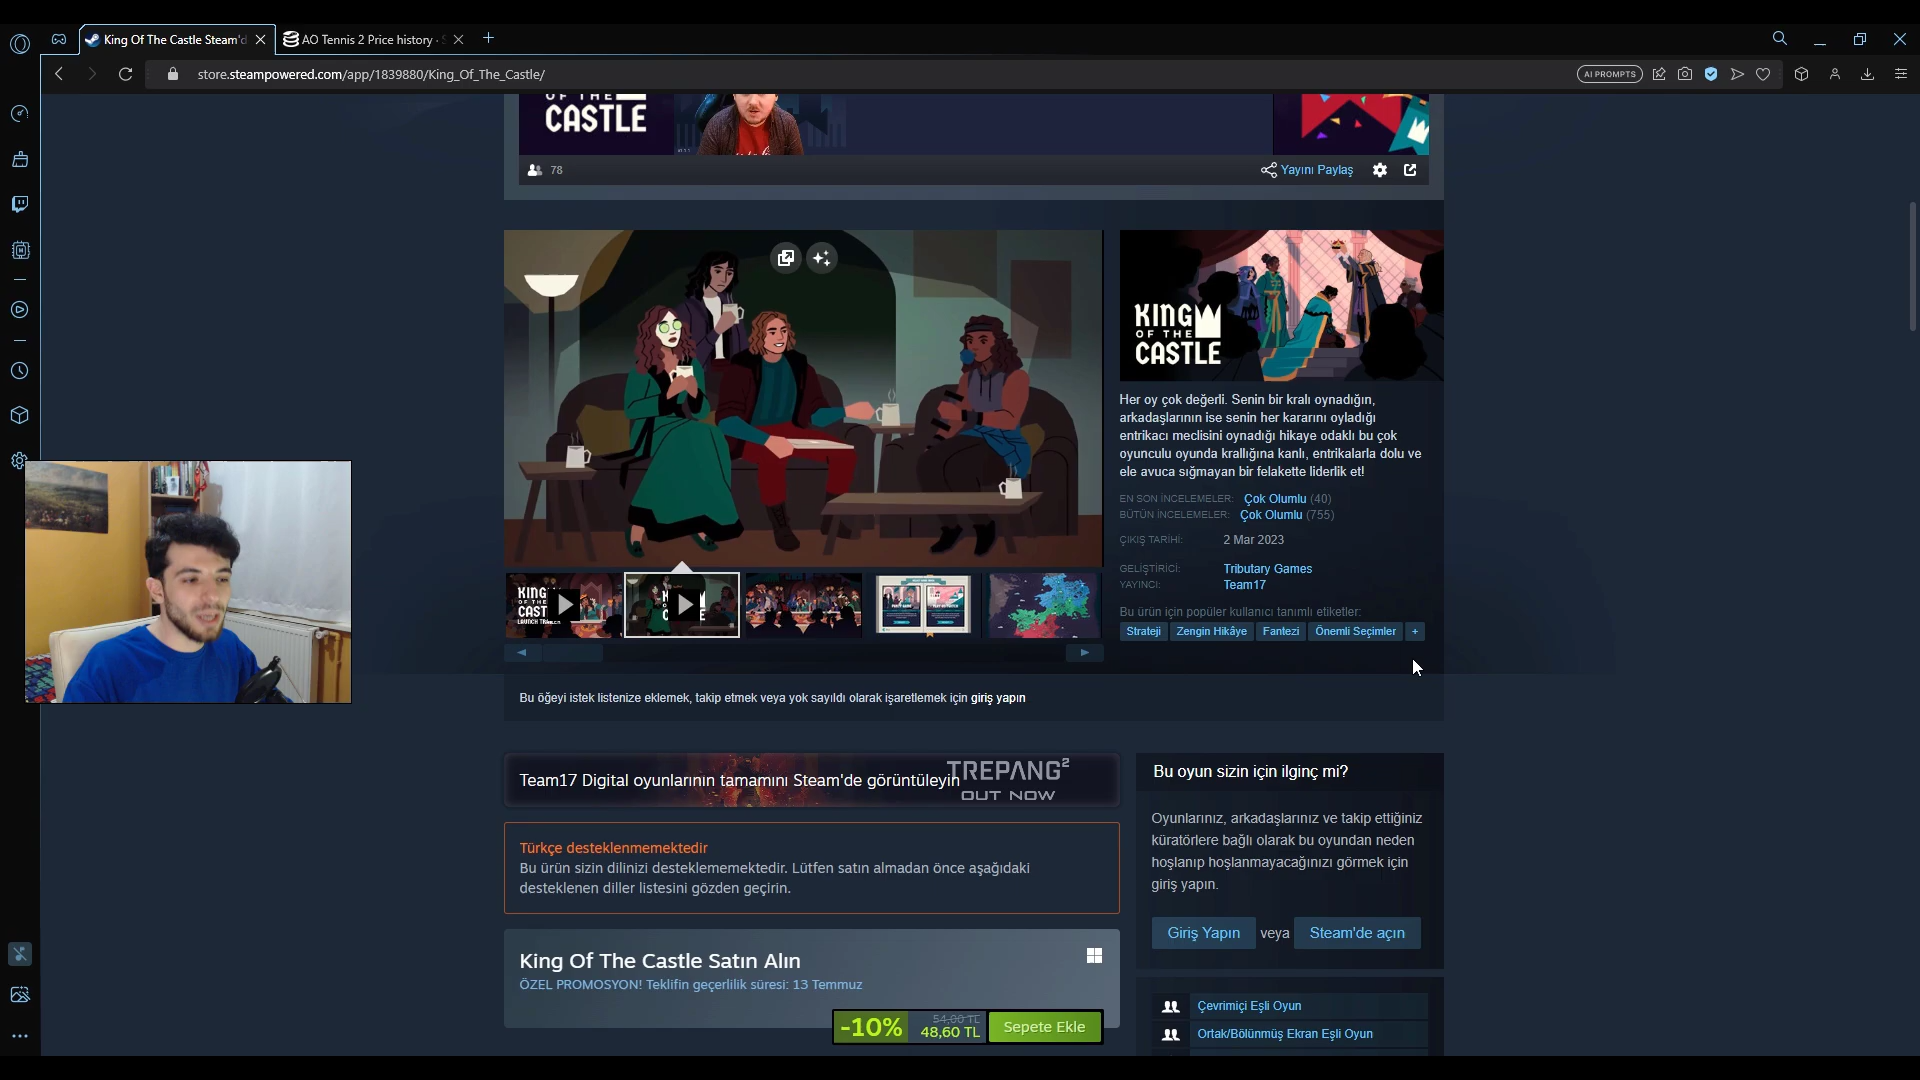 King Of The Castle Steam'd
AO Tennis 2 Price history ·
store.steampowered.com/app/1839880/King_Of_The_Castle/
AI PROMPTS
OF THE
CASTLE
78
Yayını Paylaş
KING
OF THE
CASTLE
Her oy çok değerli. Senin bir kralı oynadığın,
arkadaşlarının ise senin her kararını oyladığı
entrikacı meclisini oynadığı hikaye odaklı bu çok
oyunculu oyunda krallığına kanlı, entrikalarla dolu ve
ele avuca sığmayan bir felakette liderlik et!
EN SON İNCELEMELER: Çok Olumlu (40)
BÜTÜN İNCELEMELER: Çok Olumlu (755)
ÇIKIŞ TARİHİ: 2 Mar 2023
GELİŞTİRİCİ: Tributary Games
YAYINCI: Team17
Bu ürün için popüler kullanıcı tanımlı etiketler:
Strateji Zengin Hikâye Fantezi Önemli Seçimler +
Bu öğeyi istek listenize eklemek, takip etmek veya yok sayıldı olarak işaretlemek için giriş yapın
Team17 Digital oyunlarının tamamını Steam'de görüntüleyin
TREPANG²
OUT NOW
Türkçe desteklenmemektedir
Bu ürün sizin dilinizi desteklememektedir. Lütfen satın almadan önce aşağıdaki
desteklenen diller listesini gözden geçirin.
King Of The Castle Satın Alın
ÖZEL PROMOSYON! Teklifin geçerlilik süresi: 13 Temmuz
-10% 54,00 TL 48,60 TL Sepete Ekle
Bu oyun sizin için ilginç mi?
Oyunlarınız, arkadaşlarınız ve takip ettiğiniz
küratörlere bağlı olarak bu oyundan neden
hoşlanıp hoşlanmayacağınızı görmek için
giriş yapın.
Giriş Yapın veya Steam'de açın
Çevrimiçi Eşli Oyun
Ortak/Bölünmüş Ekran Eşli Oyun